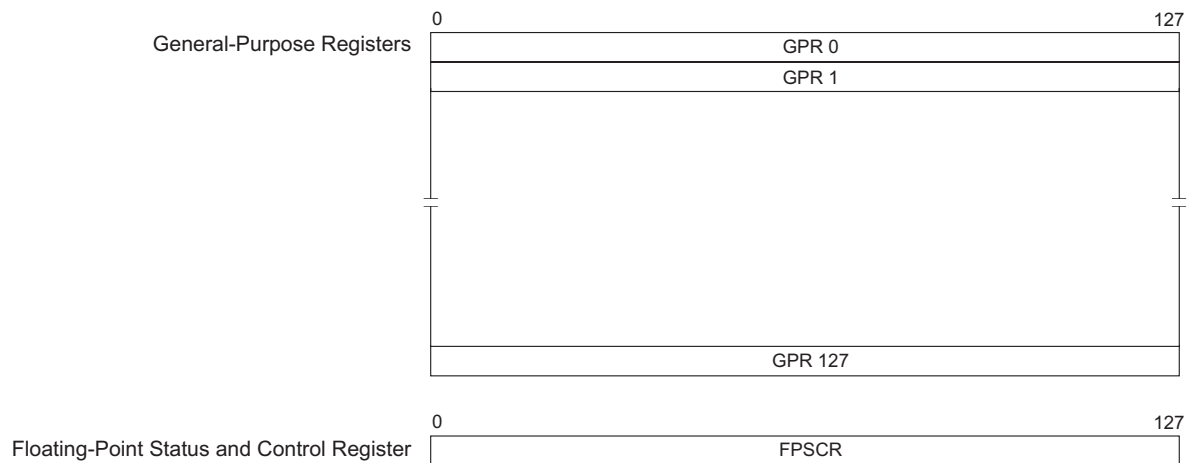 0 127
General-Purpose Registers GPR 0
GPR 1
GPR 127
0 127
Floating-Point Status and Control Register FPSCR